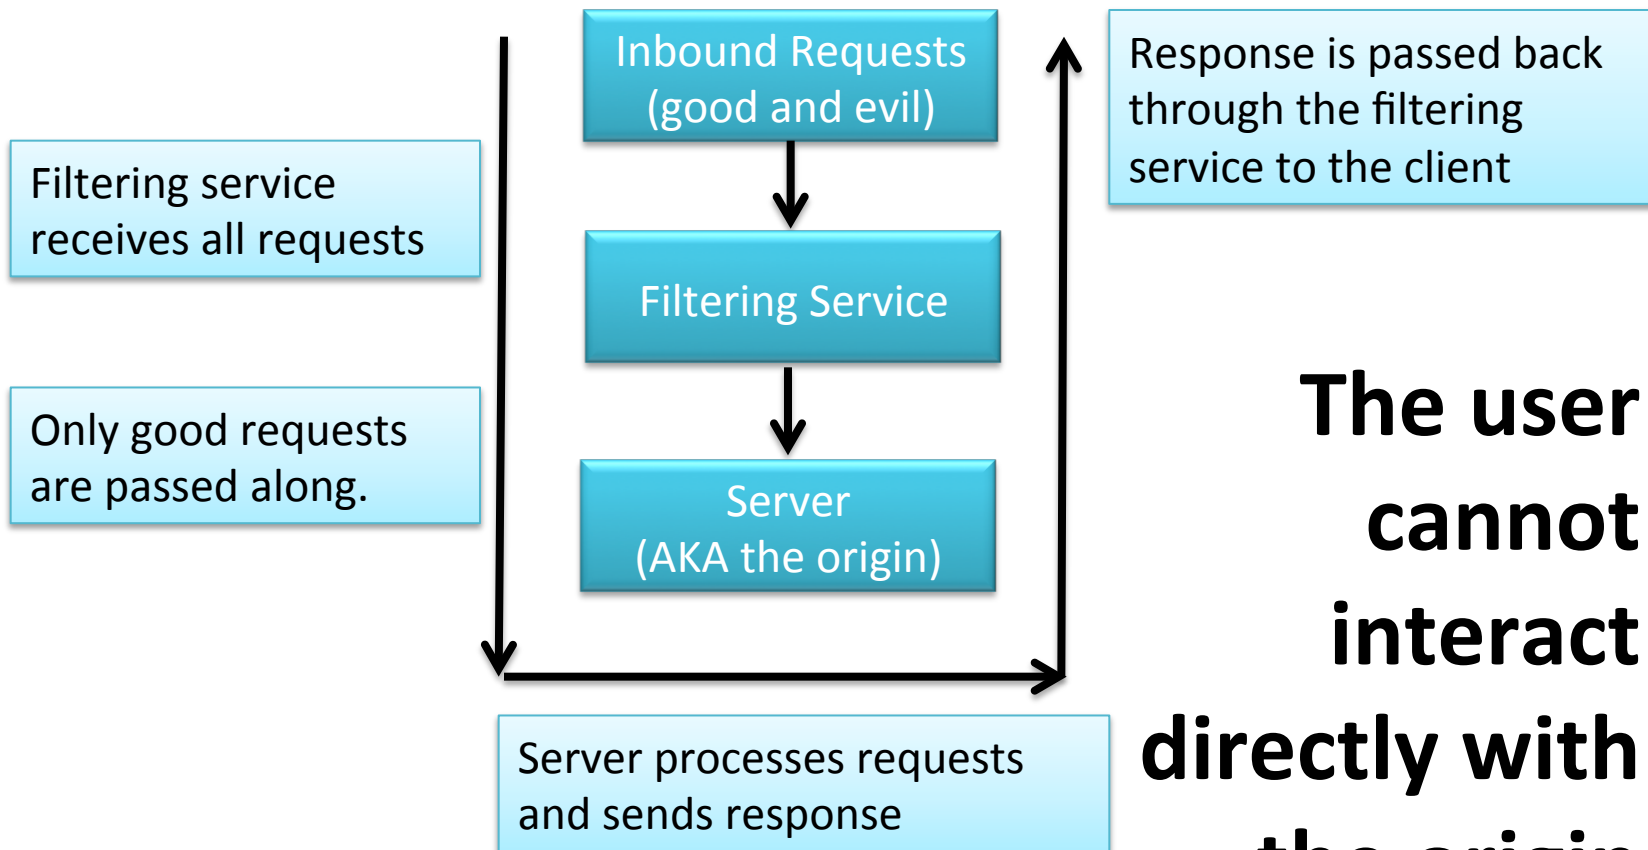 Inbound Requests
(good and evil)
Response is passed back
through the filtering
service to the client
Filtering service
receives all requests
Filtering Service
Only good requests
are passed along.
Server
(AKA the origin)
Server processes requests
and sends response
The user
cannot
interact
directly with
the origin